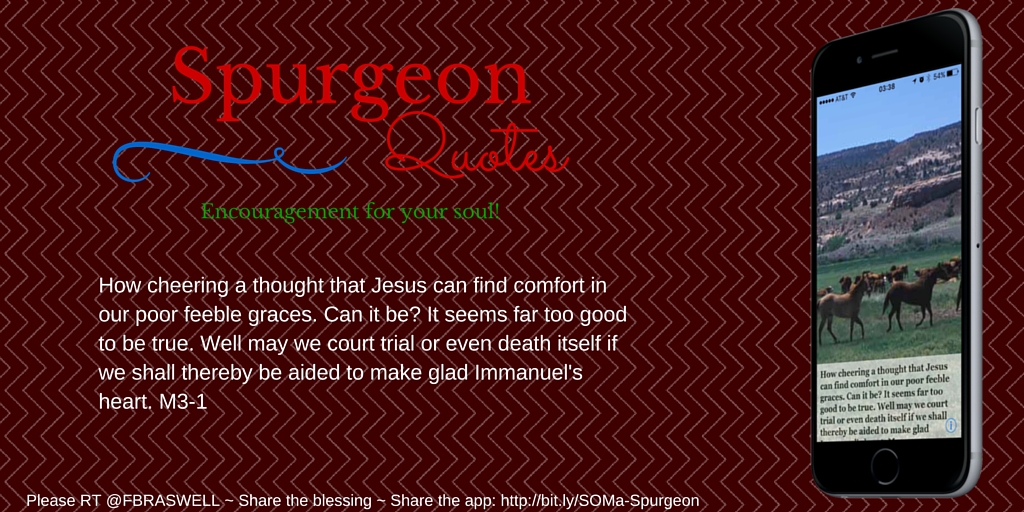 Spurgeon
Quotes
Encouragement for your soul!
How cheering a thought that Jesus can find comfort in
our poor feeble graces. Can it be? It seems far too good
to be true. Well may we court trial or even death itself if
we shall thereby be aided to make glad Immanuel's
heart. M3-1
Please RT @FBRASWELL ~ Share the blessing ~ Share the app: http://bit.ly/SOMa-Spurgeon
AT&T 03:38 54%
How cheering a thought that Jesus
can find comfort in our poor feeble
graces. Can it be? It seems far too
good to be true. Well may we court
trial or even death itself if we shall
thereby be aided to make glad